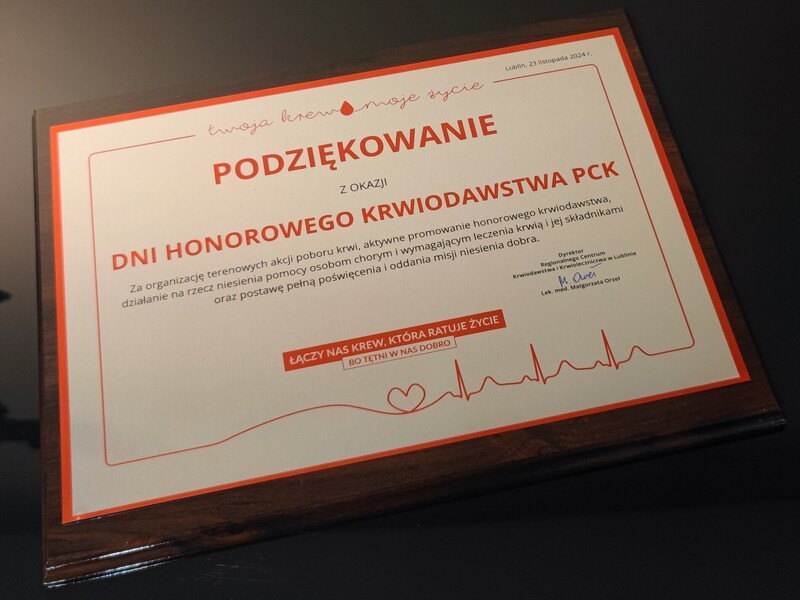 Lublin, 23 listopada 2024 r.
twoja krew moje życie
PODZIĘKOWANIE
Z OKAZJI
DNI HONOROWEGO KRWIODAWSTWA PCK
Za organizację terenowych akcji poboru krwi, aktywne promowanie honorowego krwiodawstwa,
działanie na rzecz niesienia pomocy osobom chorym i wymagającym leczenia krwią i jej składnikami
oraz postawę pełną poświęcenia i oddania misji niesienia dobra.
Dyrektor
Regionalnego Centrum
Krwiodawstwa i Krwiolecznictwa w Lublinie
M. Orzeł
Lek. med. Małgorzata Orzeł
ŁĄCZY NAS KREW, KTÓRA RATUJE ŻYCIE
BO TĘTNI W NAS DOBRO